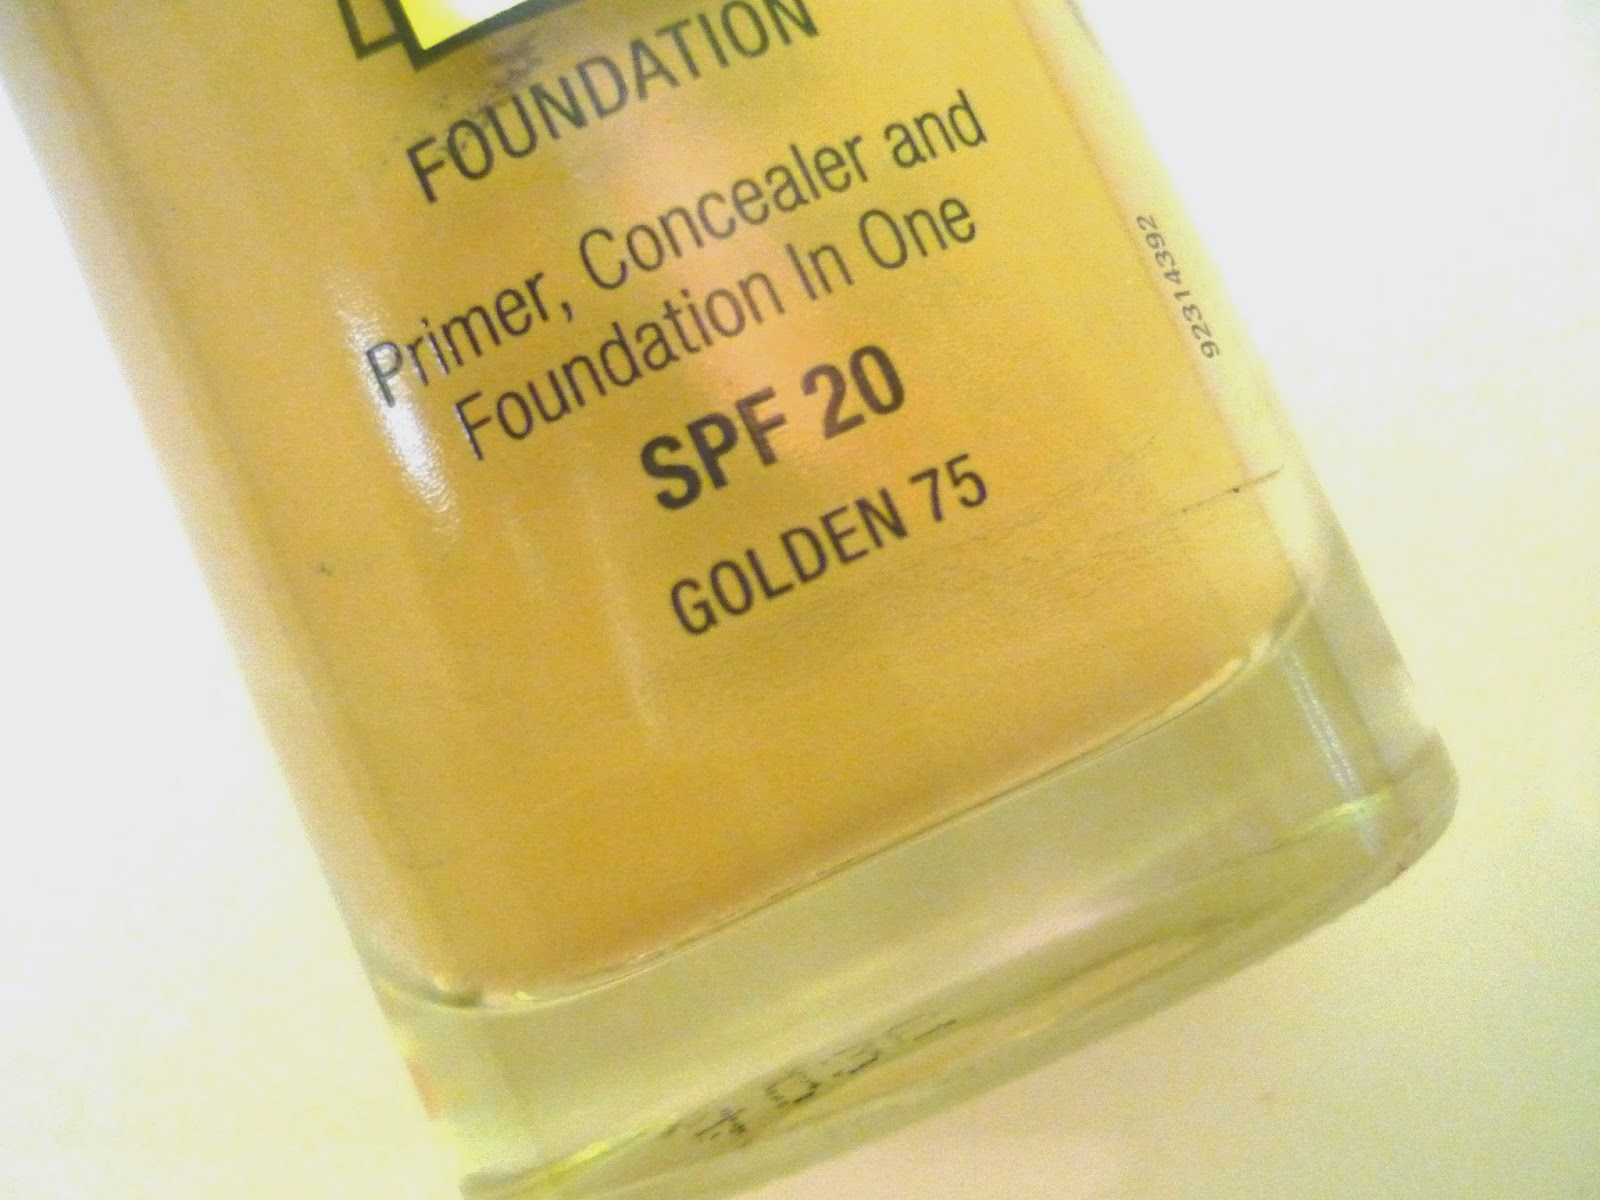 FOUNDATION
Primer, Concealer and
Foundation In One
SPF 20
GOLDEN 75
92314392